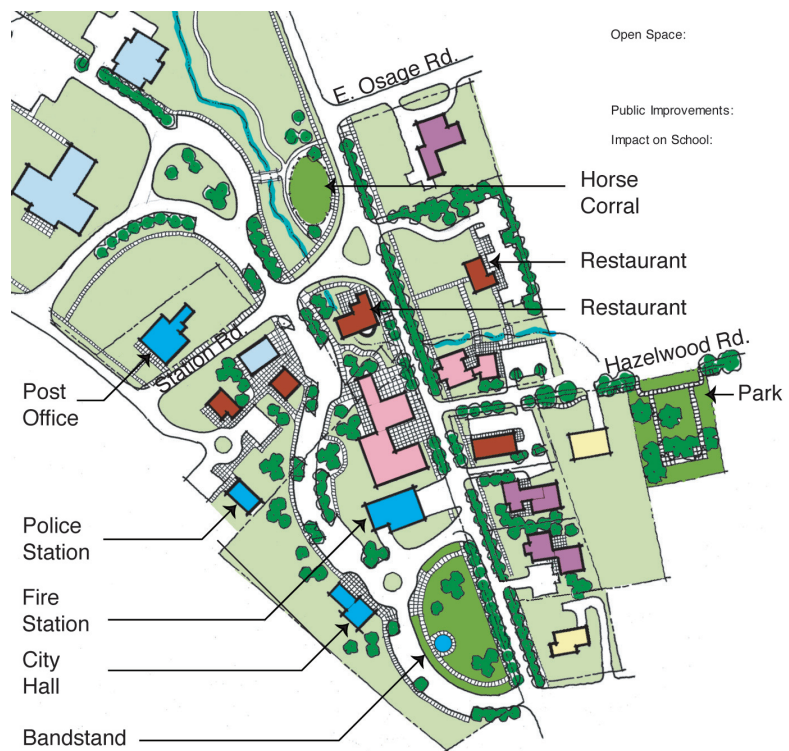 Open Space:
E. Osage Rd.
Public Improvements:
Impact on School:
Horse
Corral
Restaurant
Restaurant
Station Rd.
Hazelwood Rd.
Post
Office
Park
Police
Station
Fire
Station
City
Hall
Bandstand